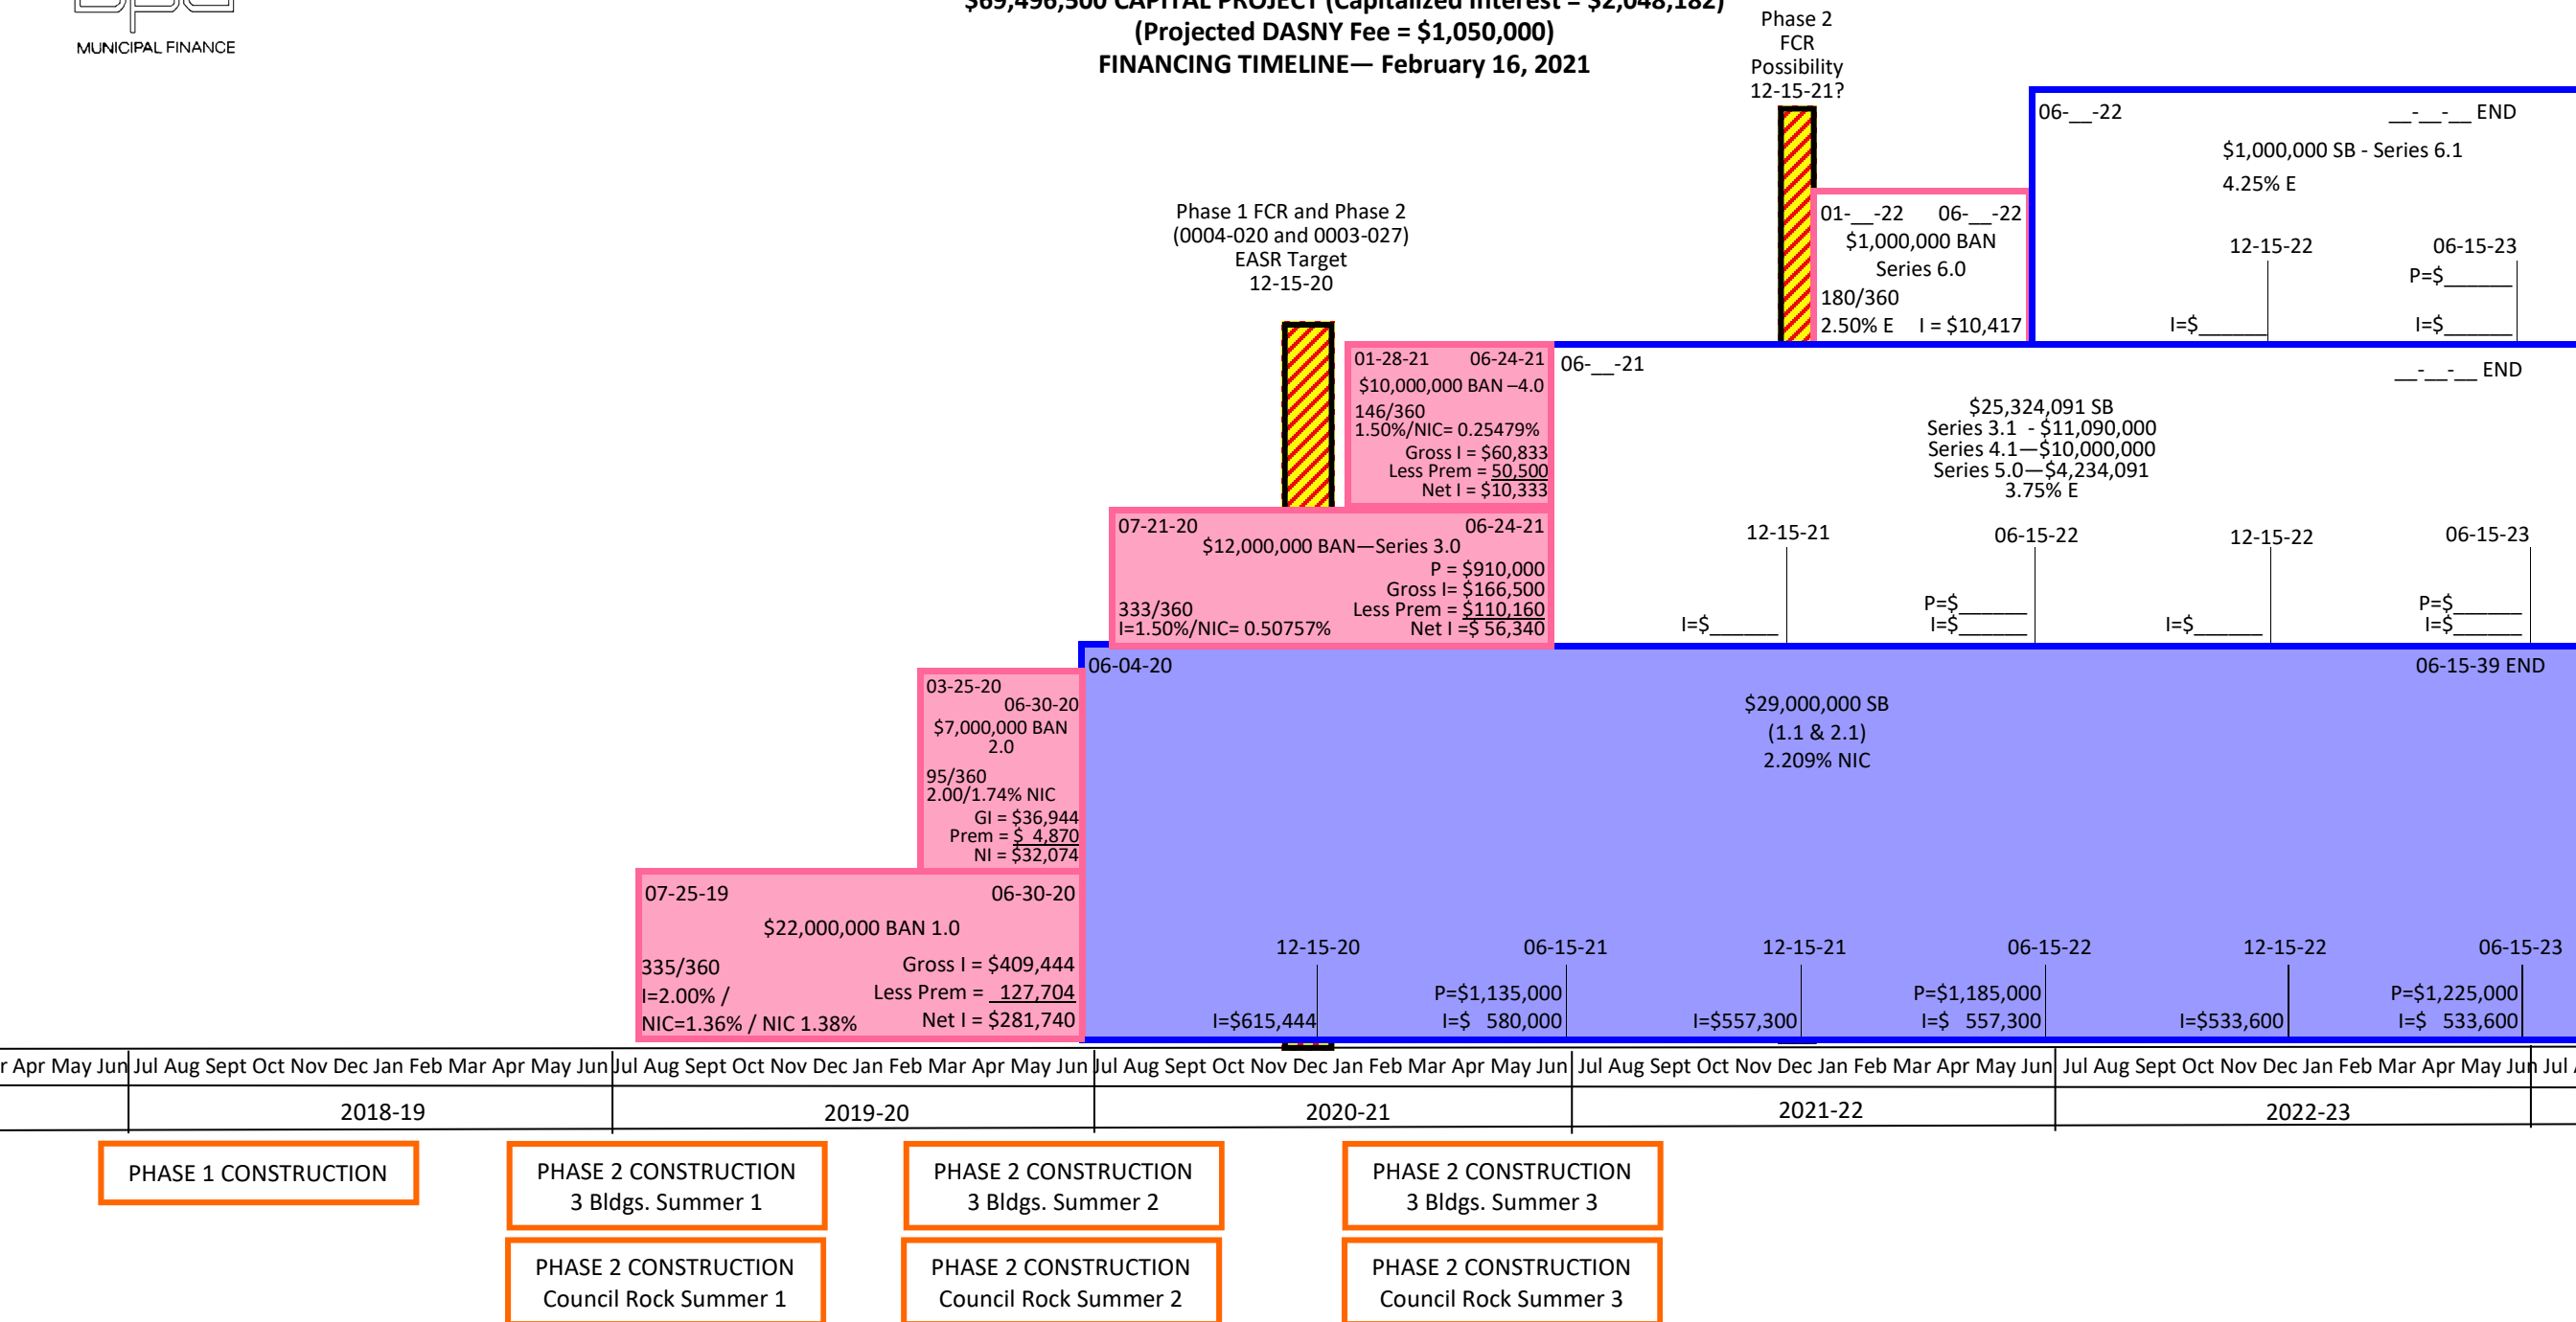 MUNICIPAL FINANCE
$69,496,500 CAPITAL PROJECT (Capitalized Interest = $2,048,182)
(Projected DASNY Fee = $1,050,000)
FINANCING TIMELINE— February 16, 2021
Phase 2
FCR
Possibility
12-15-21?
06-__-22 __-__-__ END
$1,000,000 SB - Series 6.1
4.25% E
12-15-22 06-15-23
P=$______
I=$______ I=$______
01-__-22 06-__-22
$1,000,000 BAN
Series 6.0
180/360
2.50% E I = $10,417
Phase 1 FCR and Phase 2
(0004-020 and 0003-027)
EASR Target
12-15-20
01-28-21 06-24-21
$10,000,000 BAN –4.0
146/360
1.50%/NIC= 0.25479%
Gross I = $60,833
Less Prem = 50,500
Net I = $10,333
06-__-21 __-__-__ END
$25,324,091 SB
Series 3.1 - $11,090,000
Series 4.1—$10,000,000
Series 5.0—$4,234,091
3.75% E
12-15-21 06-15-22 12-15-22 06-15-23
P=$______ P=$______
I=$______ I=$______ I=$______ I=$______
07-21-20 06-24-21
$12,000,000 BAN—Series 3.0
P = $910,000
Gross I= $166,500
333/360 Less Prem = $110,160
I=1.50%/NIC= 0.50757% Net I =$ 56,340
06-04-20 06-15-39 END
$29,000,000 SB
(1.1 & 2.1)
2.209% NIC
03-25-20
06-30-20
$7,000,000 BAN
2.0
95/360
2.00/1.74% NIC
GI = $36,944
Prem = $ 4,870
NI = $32,074
07-25-19 06-30-20
$22,000,000 BAN 1.0
335/360 Gross I = $409,444
I=2.00% / Less Prem = 127,704
NIC=1.36% / NIC 1.38% Net I = $281,740
12-15-20 06-15-21 12-15-21 06-15-22 12-15-22 06-15-23
P=$1,135,000 P=$1,185,000 P=$1,225,000
I=$615,444 I=$ 580,000 I=$557,300 I=$ 557,300 I=$533,600 I=$ 533,600
r Apr May Jun Jul Aug Sept Oct Nov Dec Jan Feb Mar Apr May Jun Jul Aug Sept Oct Nov Dec Jan Feb Mar Apr May Jun Jul Aug Sept Oct Nov Dec Jan Feb Mar Apr May Jun Jul Aug Sept Oct Nov Dec Jan Feb Mar Apr May Jun Jul Aug Sept Oct Nov Dec Jan Feb Mar Apr May Jun Jul
2018-19 2019-20 2020-21 2021-22 2022-23
PHASE 1 CONSTRUCTION
PHASE 2 CONSTRUCTION
3 Bldgs. Summer 1
PHASE 2 CONSTRUCTION
3 Bldgs. Summer 2
PHASE 2 CONSTRUCTION
3 Bldgs. Summer 3
PHASE 2 CONSTRUCTION
Council Rock Summer 1
PHASE 2 CONSTRUCTION
Council Rock Summer 2
PHASE 2 CONSTRUCTION
Council Rock Summer 3